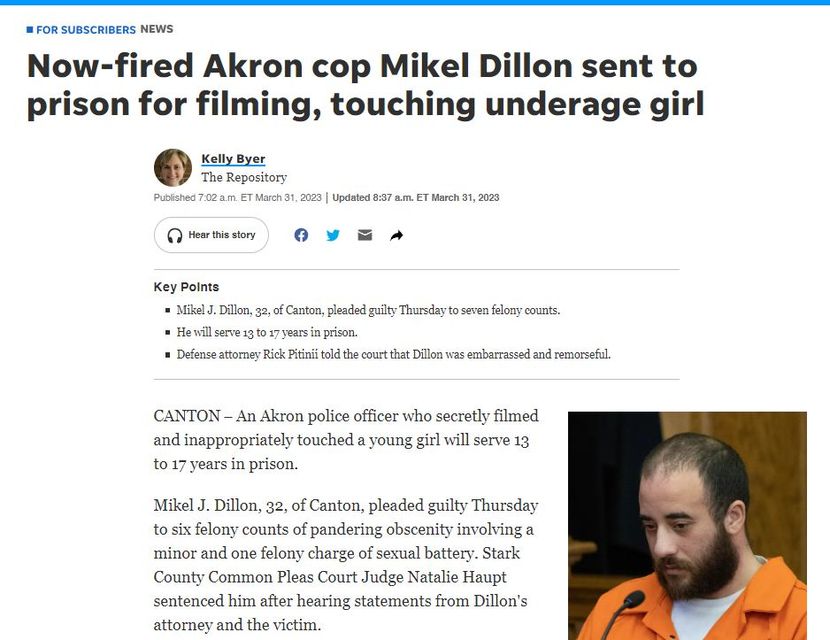 FOR SUBSCRIBERS NEWS
Now-fired Akron cop Mikel Dillon sent to
prison for filming, touching underage girl
Kelly Byer
The Repository
Published 7:02 a.m. ET March 31, 2023 | Updated 8:37 a.m. ET March 31, 2023
Hear this story
Key Points
Mikel J. Dillon, 32, of Canton, pleaded guilty Thursday to seven felony counts.
He will serve 13 to 17 years in prison.
Defense attorney Rick Pitinii told the court that Dillon was embarrassed and remorseful.
CANTON – An Akron police officer who secretly filmed
and inappropriately touched a young girl will serve 13
to 17 years in prison.
Mikel J. Dillon, 32, of Canton, pleaded guilty Thursday
to six felony counts of pandering obscenity involving a
minor and one felony charge of sexual battery. Stark
County Common Pleas Court Judge Natalie Haupt
sentenced him after hearing statements from Dillon's
attorney and the victim.